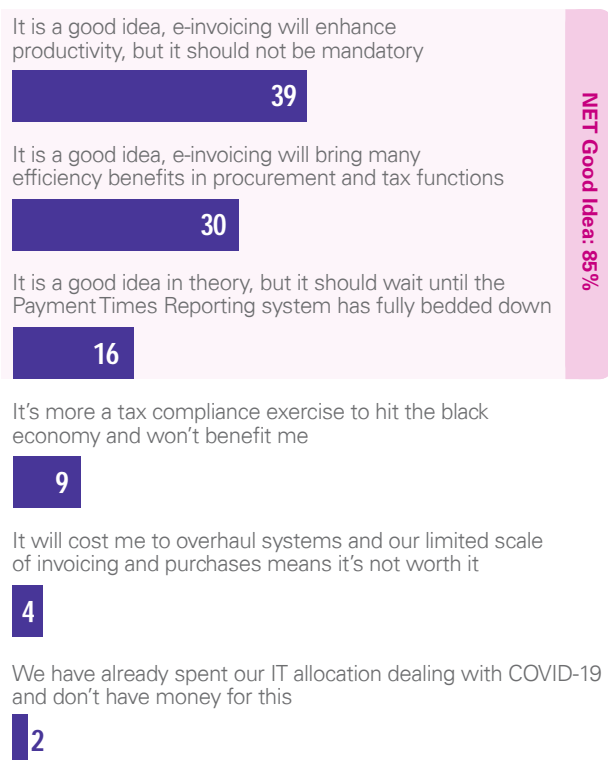 It is a good idea, e-invoicing will enhance
productivity, but it should not be mandatory
39
It is a good idea, e-invoicing will bring many
efficiency benefits in procurement and tax functions
30
It is a good idea in theory, but it should wait until the
Payment Times Reporting system has fully bedded down
16
NET Good Idea: 85%
It’s more a tax compliance exercise to hit the black
economy and won’t benefit me
9
It will cost me to overhaul systems and our limited scale
of invoicing and purchases means it’s not worth it
4
We have already spent our IT allocation dealing with COVID-19
and don’t have money for this
2